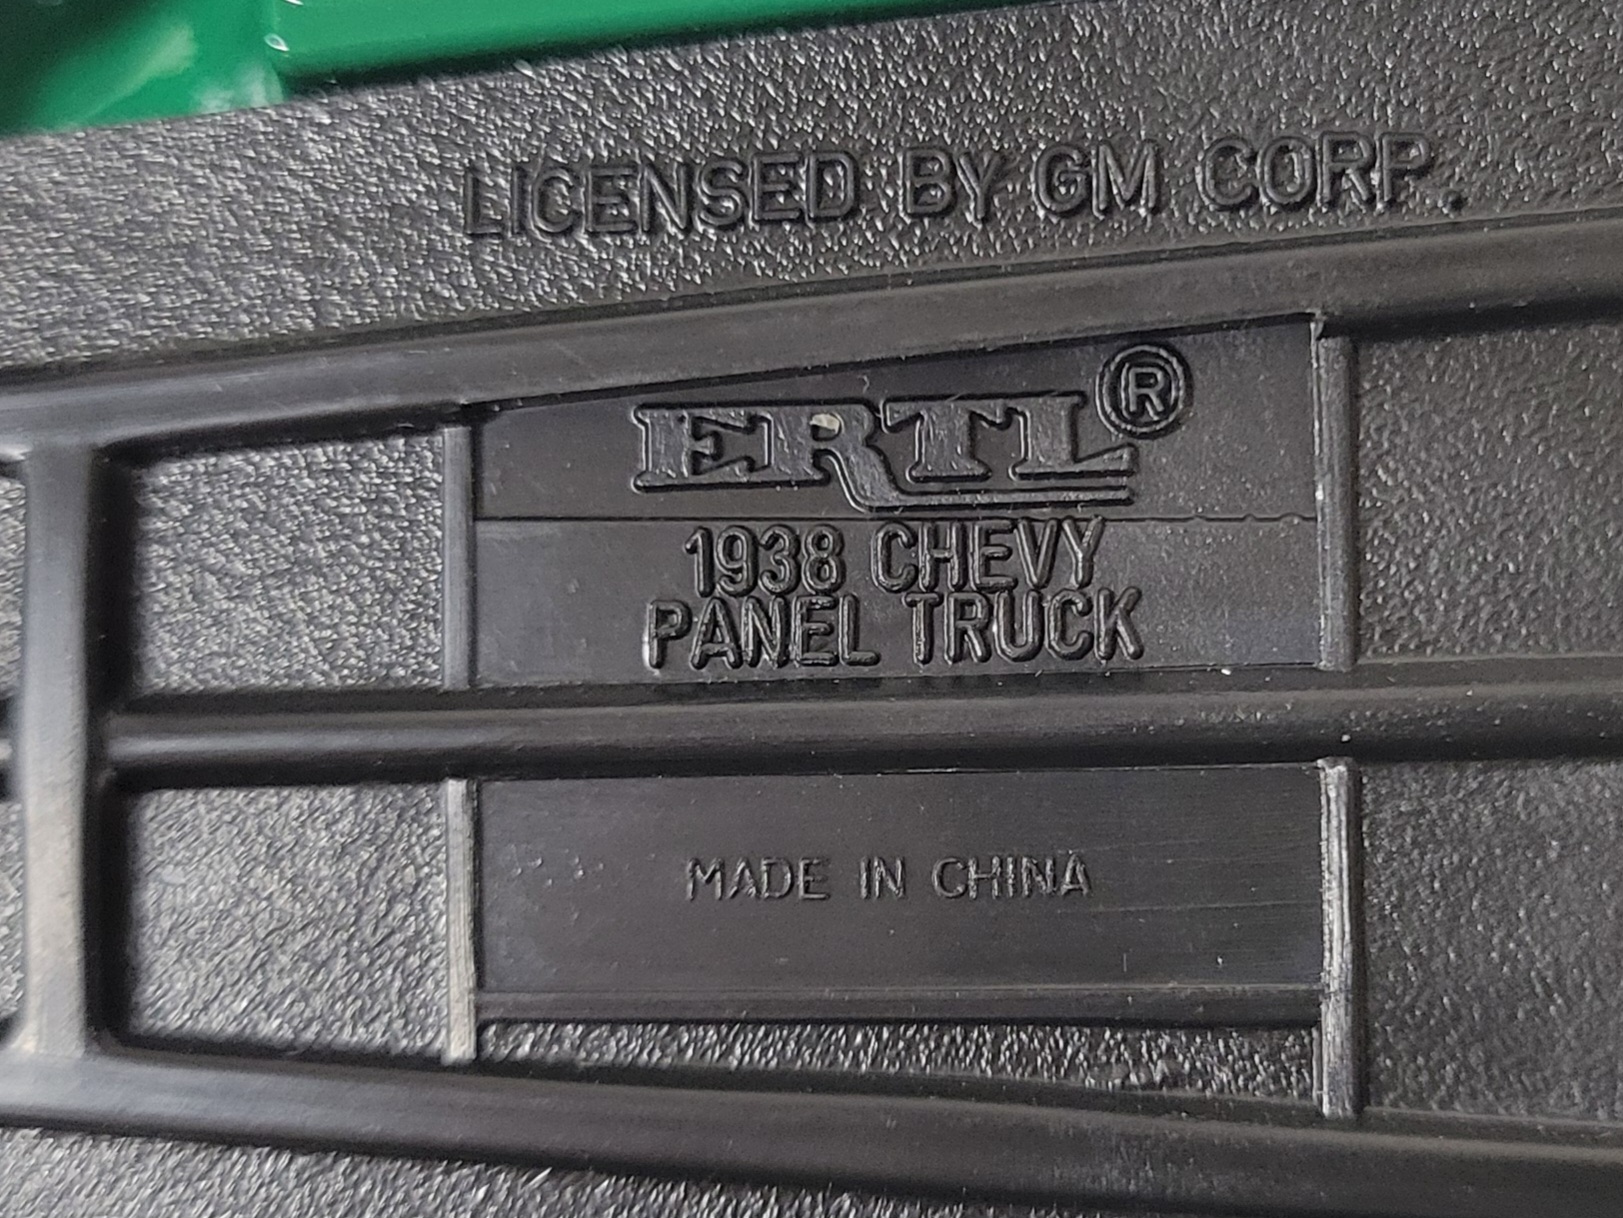 LICENSED BY GM CORP.
ERTL®
1938 CHEVY
PANEL TRUCK
MADE IN CHINA